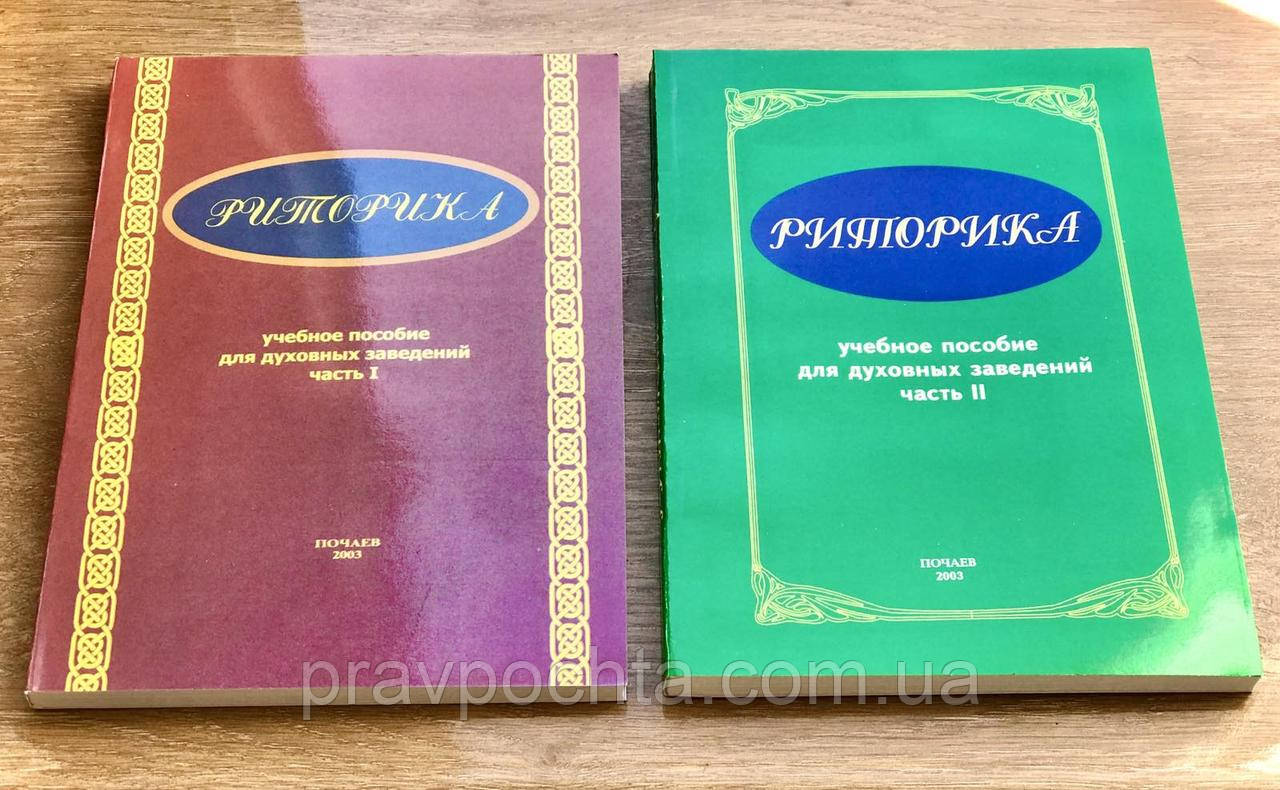 РИТОРИКА
учебное пособие
для духовных заведений
часть I
ПОЧАЕВ
2003
РИТОРИКА
учебное пособие
для духовных заведений
часть II
ПОЧАЕВ
2003
pravpochta.com.ua